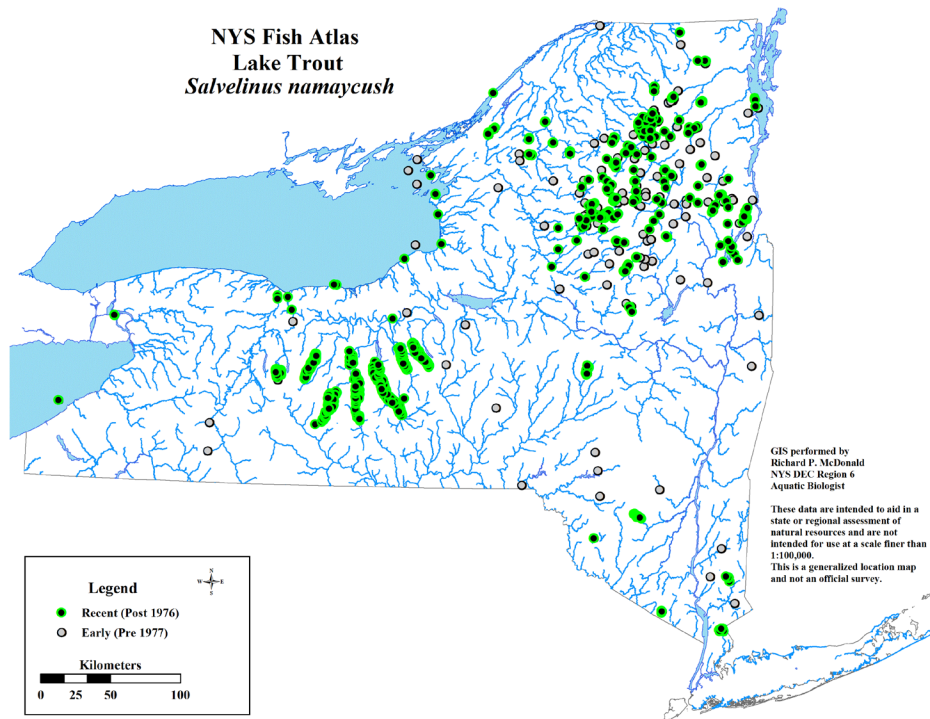 NYS Fish Atlas
Lake Trout
Salvelinus namaycush
GIS performed by
Richard P. McDonald
NYS DEC Region 6
Aquatic Biologist
These data are intended to aid in a
state or regional assessment of
natural resources and are not
intended for use at a scale finer than
1:100,000.
This is a generalized location map
and not an official survey.
Legend
N
W E
S
Recent (Post 1976)
Early (Pre 1977)
Kilometers
0 25 50 100